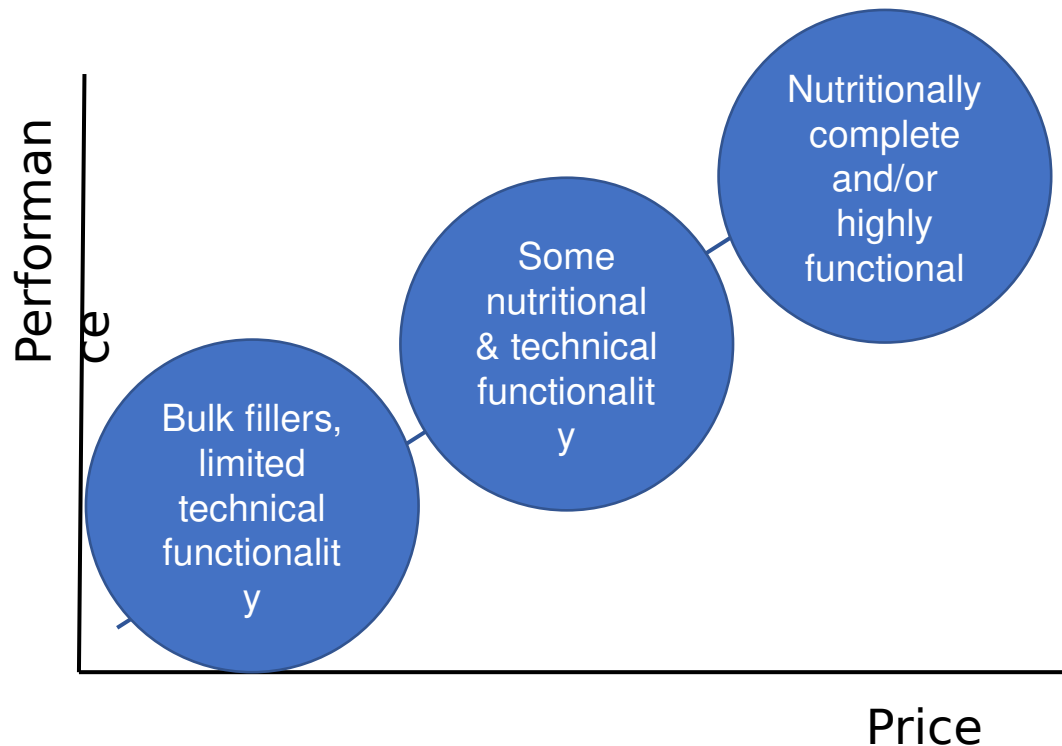 Performan
ce
Nutritionally
complete
and/or
highly
functional
Some
nutritional
& technical
functionalit
y
Bulk fillers,
limited
technical
functionalit
y
Price